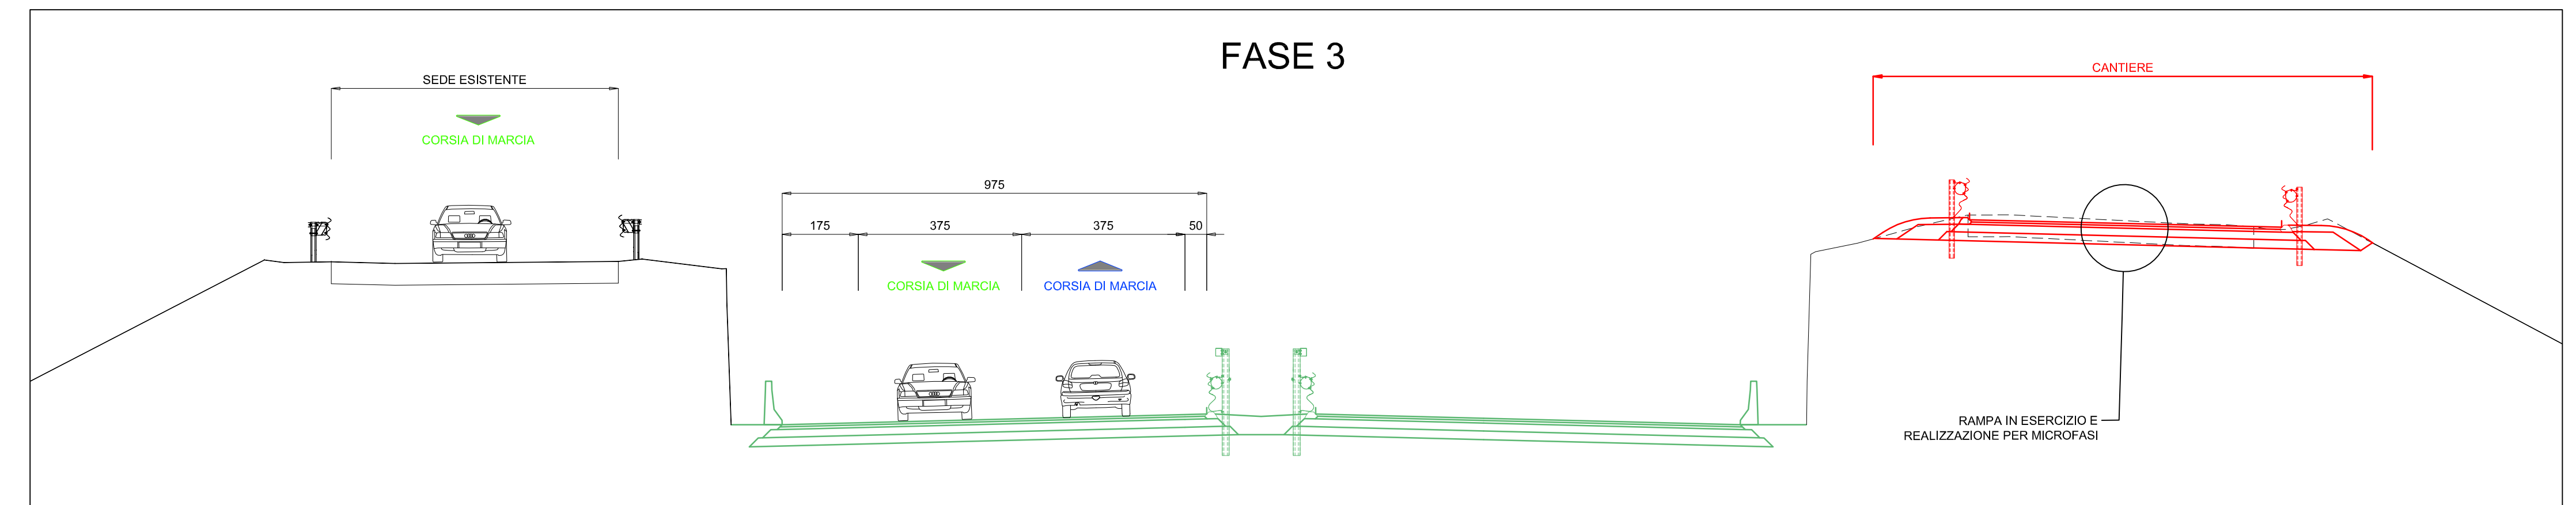 FASE 3
SEDE ESISTENTE
CORSIA DI MARCIA
CANTIERE
975
175
375
375
50
CORSIA DI MARCIA
CORSIA DI MARCIA
RAMPA IN ESERCIZIO E
REALIZZAZIONE PER MICROFASI